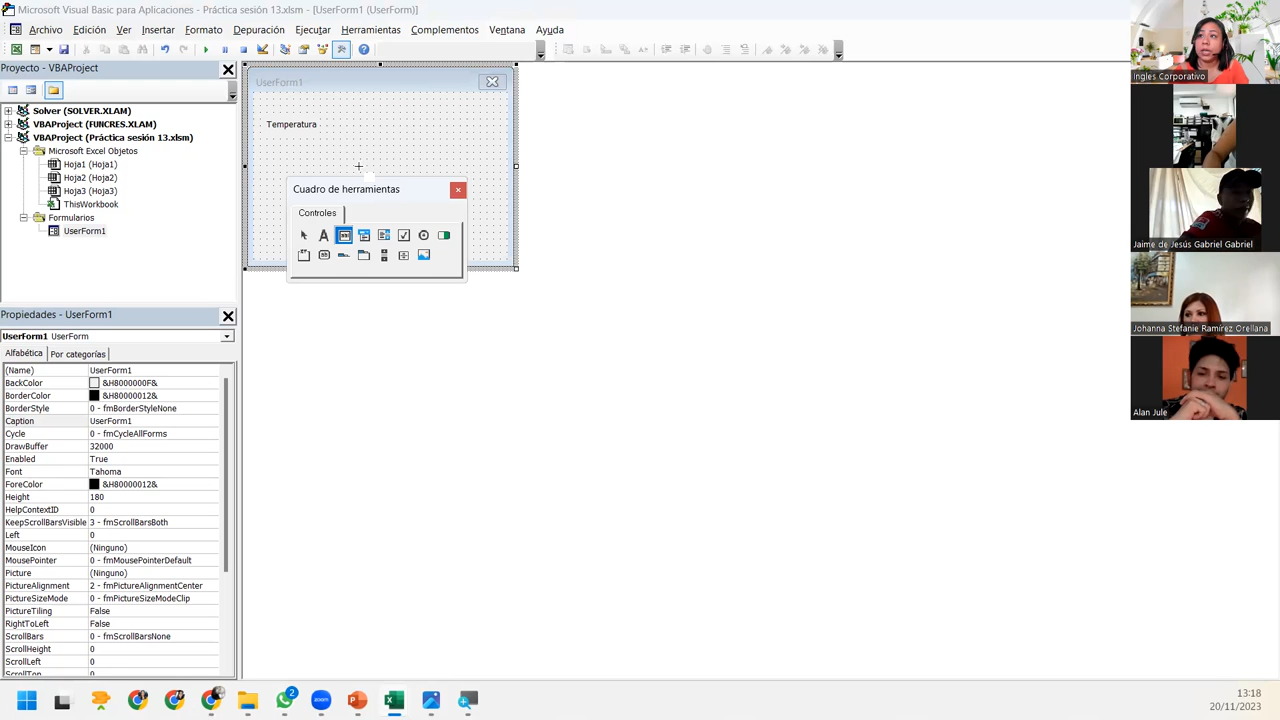 Microsoft Visual Basic para Aplicaciones - Práctica sesión 13.xlsm - [UserForm1 (UserForm)]
Archivo Edición Ver Insertar Formato Depuración Ejecutar Herramientas Complementos Ventana Ayuda
Proyecto - VBAProject
Solver (SOLVER.XLAM)
VBAProject (FUNCRES.XLAM)
VBAProject (Práctica sesión 13.xlsm)
Microsoft Excel Objetos
Hoja1 (Hoja1)
Hoja2 (Hoja2)
Hoja3 (Hoja3)
ThisWorkbook
Formularios
UserForm1
Propiedades - UserForm1
UserForm1 UserForm
Alfabética Por categorías
(Name) UserForm1
BackColor &H8000000F&
BorderColor &H80000012&
BorderStyle 0 - fmBorderStyleNone
Caption UserForm1
Cycle 0 - fmCycleAllForms
DrawBuffer 32000
Enabled True
Font Tahoma
ForeColor &H80000012&
Height 180
HelpContextID 0
KeepScrollBarsVisible 3 - fmScrollBarsBoth
Left 0
MouseIcon (Ninguno)
MousePointer 0 - fmMousePointerDefault
Picture (Ninguno)
PictureAlignment 2 - fmPictureAlignmentCenter
PictureSizeMode 0 - fmPictureSizeModeClip
PictureTiling False
RightToLeft False
ScrollBars 0 - fmScrollBarsNone
ScrollHeight 0
ScrollLeft 0
ScrollTop 0
UserForm1
Temperatura
Cuadro de herramientas
Controles
Ingles Corporativo
Jaime de Jesús Gabriel Gabriel
Johanna Stefanie Ramírez Orellana
Alan Jule
2
zoom
13:18
20/11/2023